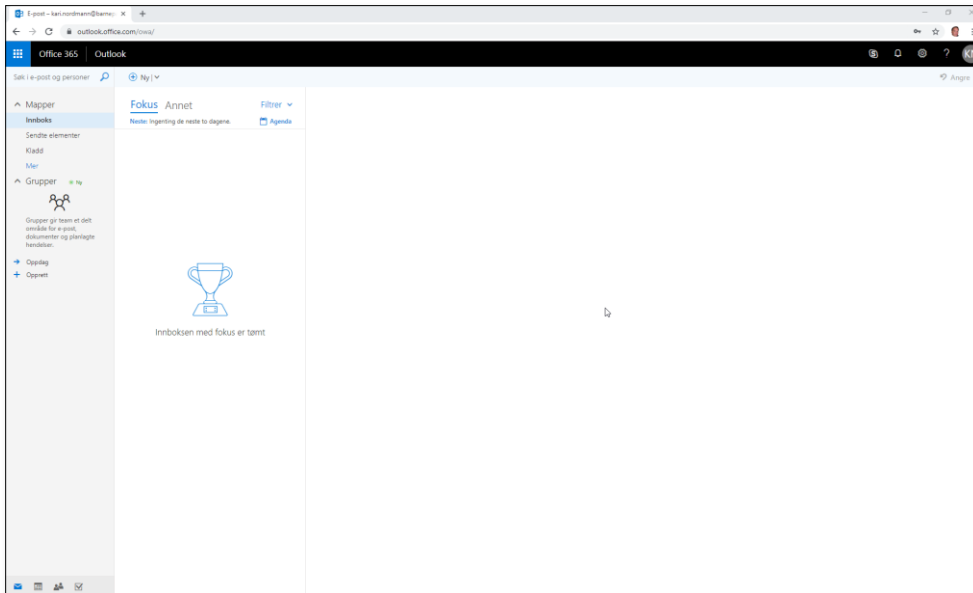 E-post – kari.nordmann@barne
outlook.office.com/owa/
Office 365
Outlook
KN
Søk i e-post og personer
Ny
Angre
Mapper
Innboks
Sendte elementer
Kladd
Mer
Grupper
Ny
Grupper gir team et delt
område for e-post,
dokumenter og planlagte
hendelser.
Oppdag
Opprett
Fokus Annet
Filtrer
Neste: Ingenting de neste to dagene.
Agenda
Innboksen med fokus er tømt